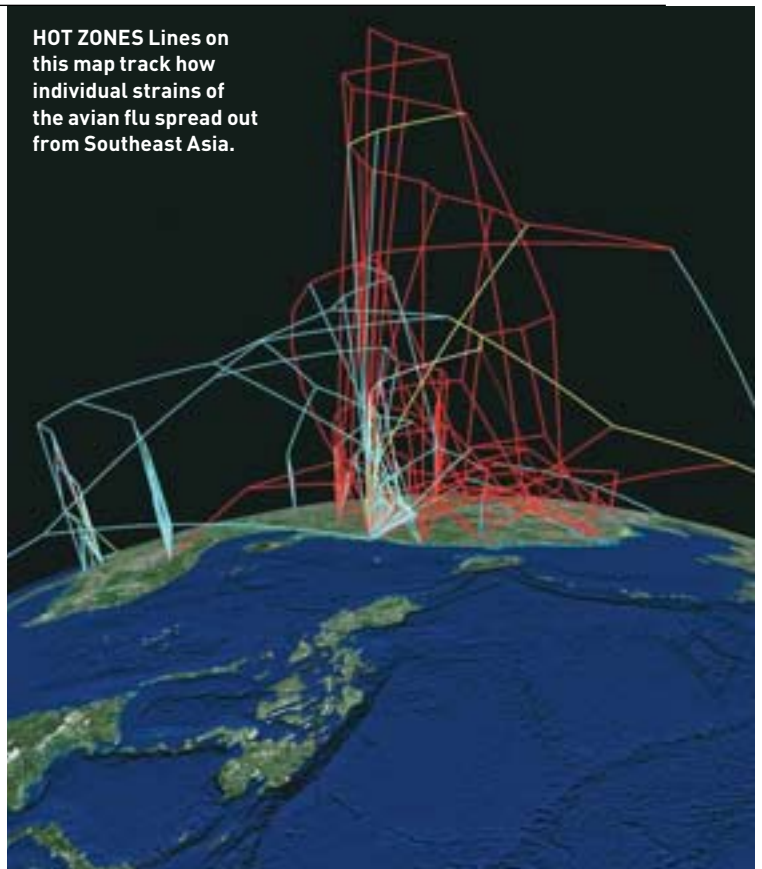 HOT ZONES Lines on
this map track how
individual strains of
the avian flu spread out
from Southeast Asia.